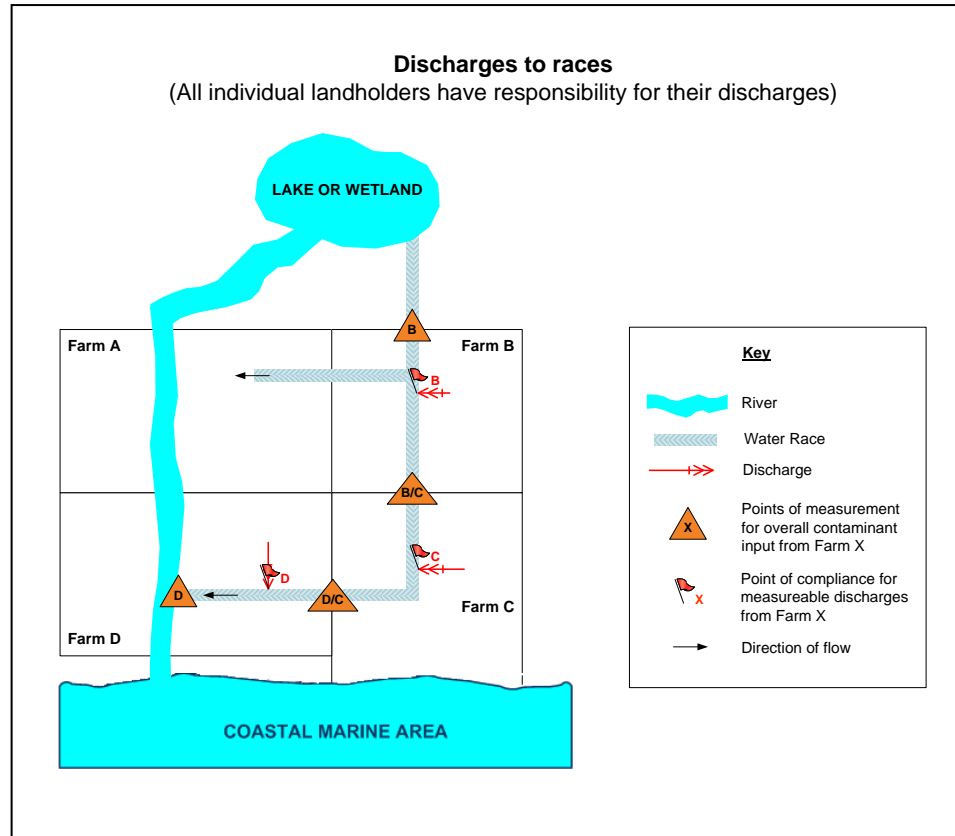 Discharges to races
(All individual landholders have responsibility for their discharges)
LAKE OR WETLAND
B
Farm A
Farm B
B
B/C
C
D
D
D/C
Farm C
Farm D
COASTAL MARINE AREA
Key
River
Water Race
Discharge
X
Points of measurement
for overall contaminant
input from Farm X
X
Point of compliance for
measureable discharges
from Farm X
Direction of flow